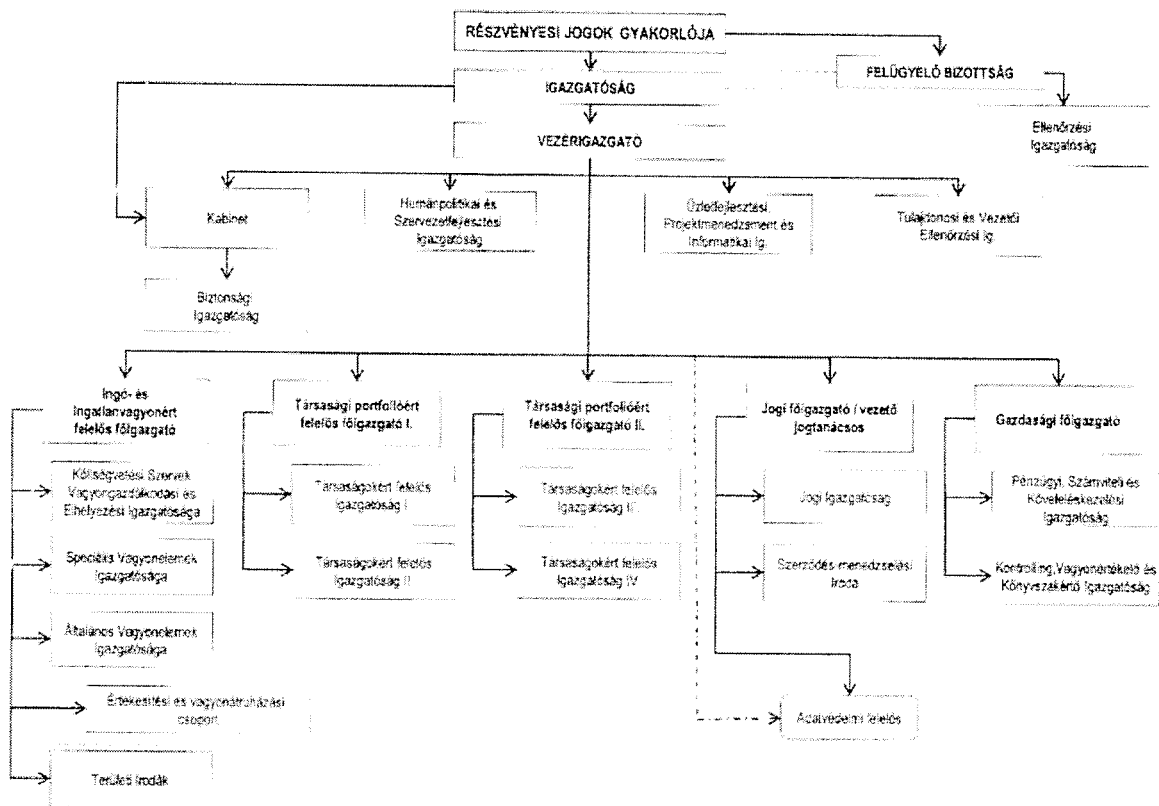 RÉSZVÉNYESI JOGOK GYAKORLÓJA
FELÜGYELŐ BIZOTTSÁG
IGAZGATÓSÁG
Ellenőrzési
Igazgatóság
VEZÉRIGAZGATÓ
Kabinet
Humánpolitikai és
Szervezetfejlesztési
Igazgatóság
Üzletfejlesztési,
Projektmenedzsment és
Informatikai Ig.
Tulajdonosi és Vezetői
Ellenőrzési Ig.
Biztonsági
Igazgatóság
Ingó- és
Ingatlanvagyonért
felelős főigazgató
Társasági portfolióért
felelős főigazgató I.
Társasági portfolióért
felelős főigazgató II.
Jogi főigazgató / vezető
jogtanácsos
Gazdasági főigazgató
Költségvetési Szervek
Vagyongazdálkodási és
Elhelyezési Igazgatósága
Társaságokért felelős
Igazgatóság I
Társaságokért felelős
Igazgatóság III
Jogi Igazgatóság
Pénzügyi, Számviteli és
Követeléskezelési
Igazgatóság
Speciális Vagyonelemek
Igazgatósága
Társaságokért felelős
Igazgatóság II
Társaságokért felelős
Igazgatóság IV
Szerződés-menedzselési
Iroda
Kontrolling, Vagyonértékelő és
Könyvszakértő Igazgatóság
Általános Vagyonelemek
Igazgatósága
Értékesítési és vagyonátruházási
csoport
Adatvédelmi felelős
Területi Irodák